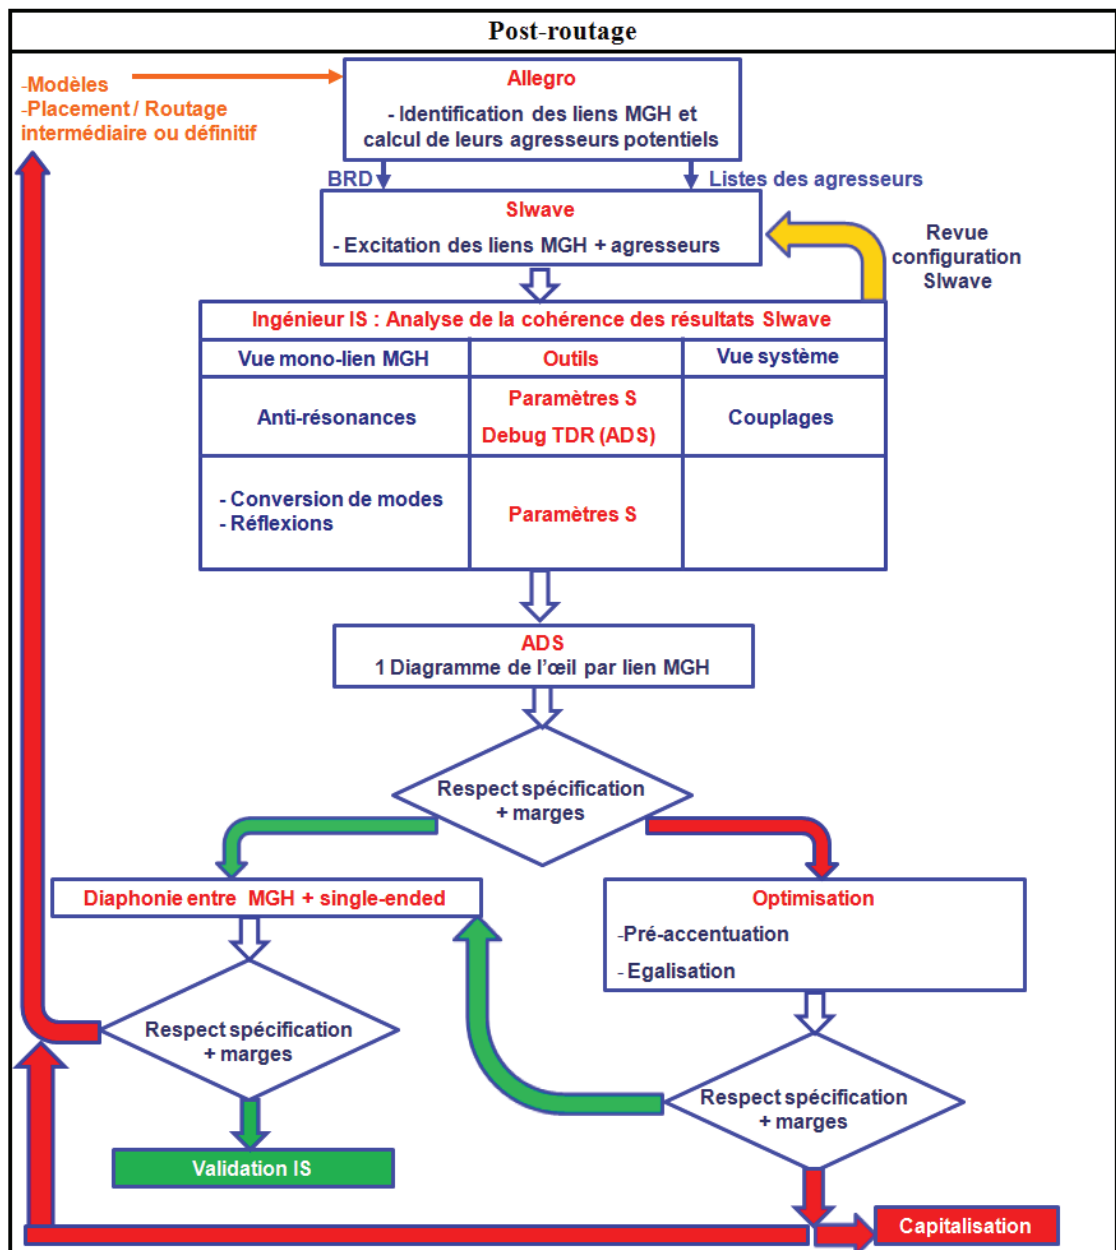 Post-routage
-Modèles
-Placement / Routage
intermédiaire ou définitif
Allegro
- Identification des liens MGH et
calcul de leurs agresseurs potentiels
BRD
Listes des agresseurs
SIwave
- Excitation des liens MGH + agresseurs
Revue
configuration
SIwave
Ingénieur IS : Analyse de la cohérence des résultats SIwave
Vue mono-lien MGH
Outils
Vue système
Anti-résonances
Paramètres S
Debug TDR (ADS)
Couplages
- Conversion de modes
- Réflexions
Paramètres S
ADS
1 Diagramme de l'œil par lien MGH
Respect spécification
+ marges
Diaphonie entre MGH + single-ended
Optimisation
-Pré-accentuation
- Egalisation
Respect spécification
+ marges
Respect spécification
+ marges
Validation IS
Capitalisation